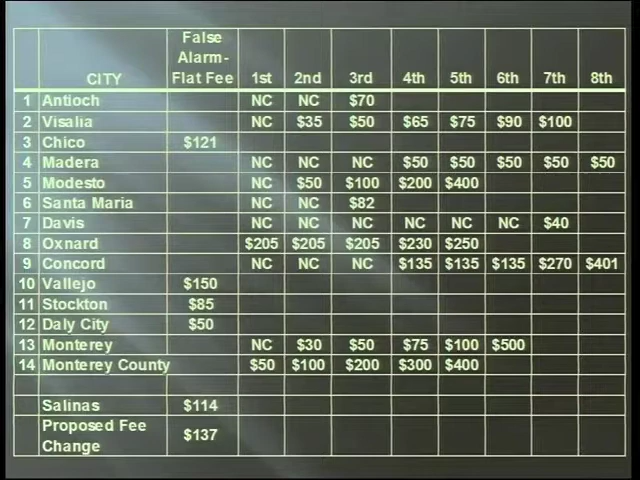 CITY False Alarm- Flat Fee 1st 2nd 3rd 4th 5th 6th 7th 8th
1 Antioch NC NC $70
2 Visalia NC $35 $50 $65 $75 $90 $100
3 Chico $121
4 Madera NC NC NC $50 $50 $50 $50 $50
5 Modesto NC $50 $100 $200 $400
6 Santa Maria NC NC $82
7 Davis NC NC NC NC NC NC $40
8 Oxnard $205 $205 $205 $230 $250
9 Concord NC NC NC $135 $135 $135 $270 $401
10 Vallejo $150
11 Stockton $85
12 Daly City $50
13 Monterey NC $30 $50 $75 $100 $500
14 Monterey County $50 $100 $200 $300 $400
Salinas $114
Proposed Fee Change $137